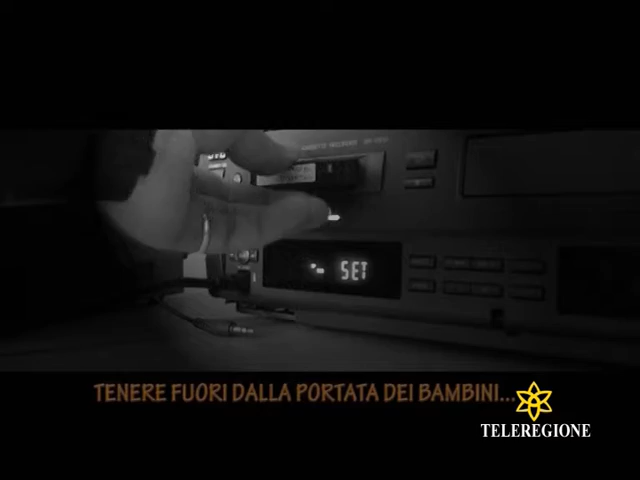 SET
TENERE FUORI DALLA PORTATA DEI BAMBINI...
TELEREGIONE